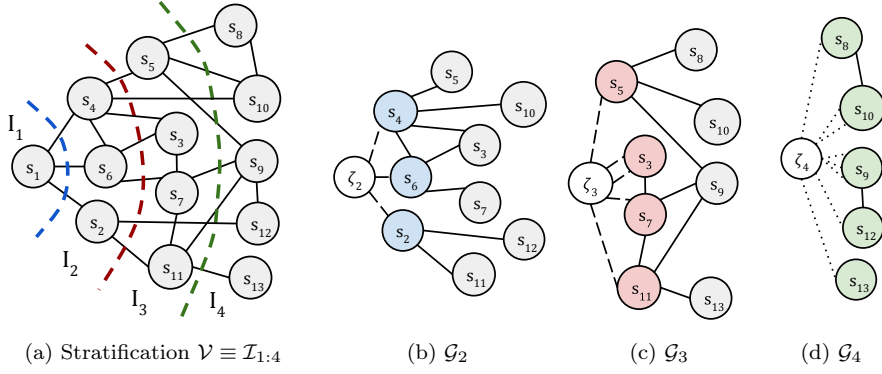 s₈
s₅
s₄
s₁₀
I₁
s₃
s₁
s₆
s₉
s₇
s₂
s₁₂
I₂
s₁₁
s₁₃
I₃
I₄
(a) Stratification 𝒱 ≡ ℐ₁:₄
s₅
s₄
s₁₀
s₃
ζ₂
s₆
s₇
s₂
s₁₂
s₁₁
(b) 𝒢₂
s₈
s₅
s₁₀
s₃
ζ₃
s₉
s₇
s₁₁
s₁₃
(c) 𝒢₃
s₈
s₁₀
ζ₄
s₉
s₁₂
s₁₃
(d) 𝒢₄